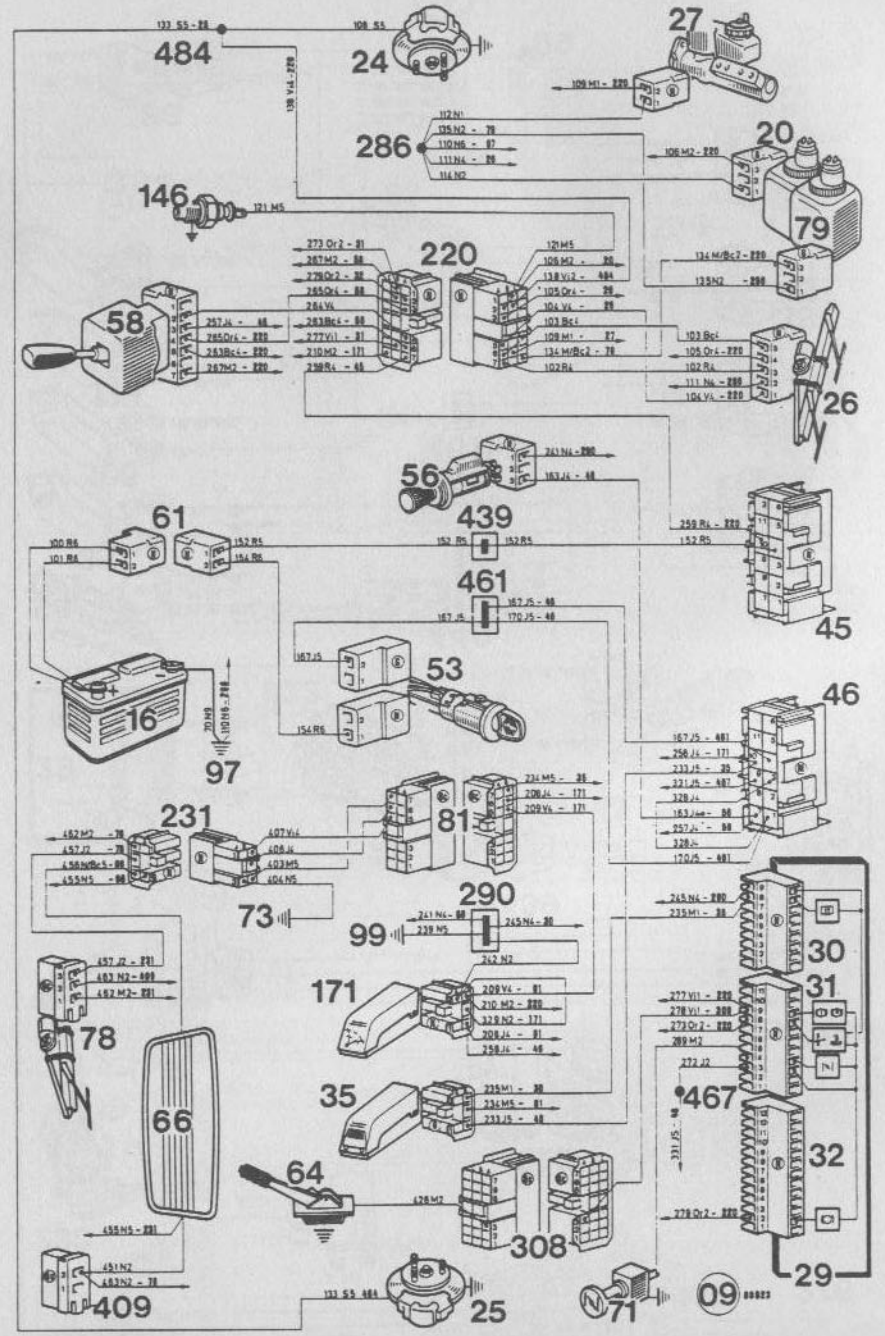 133 S5 - 25
108 S5
484
24
27
138 Vi4 - 220
109 M1 - 220
112 N1
135 N2 - 79
110 N6 - 97
111 N4 - 26
114 N2
286
106 M2 - 220
20
79
146
121 M5
220
273 Or2 - 31
267 M2 - 58
279 Or2 - 32
265 Or4 - 58
264 V4
263 Bc4 - 58
277 Vi1 - 31
210 M2 - 171
259 R4 - 45
121 M5
106 M2 - 20
138 Vi2 - 484
105 Or4 - 26
104 V4 - 26
103 Bc4
109 M1 - 27
134 M/Bc2 - 79
102 R4
134 M/Bc2 - 220
135 N2 - 286
58
257 J4 - 46
265 Or4 - 220
263 Bc4 - 220
267 M2 - 220
103 Bc4
105 Or4 - 220
102 R4
111 N4 - 286
104 V4 - 220
26
56
241 N4 - 290
163 J4 - 46
61
100 R6
101 R6
152 R5
154 R6
439
152 R5
152 R5
259 R4 - 220
152 R5
45
461
167 J5
167 J5 - 46
170 J5 - 46
167 J5
53
154 R6
16
70 N9
110 N6 - 286
97
46
167 J5 - 461
258 J4 - 171
233 J5 - 35
331 J5 - 467
328 J4
163 J4 - 56
257 J4 - 58
328 J4
170 J5 - 461
231
462 M2 - 78
457 J2 - 78
456 N/Bc5 - 66
455 N5 - 66
407 Vi4
406 J4
403 M5
404 N5
81
234 M5 - 35
208 J4 - 171
209 V4 - 171
73
290
241 N4 - 56
239 N5
245 N4 - 30
242 N2
99
245 N4 - 290
235 M1 - 35
30
457 J2 - 231
463 N2 - 409
462 M2 - 231
78
171
209 V4 - 81
210 M2 - 220
329 N2 - 171
208 J4 - 81
258 J4 - 46
31
277 Vi1 - 220
278 Vi1 - 308
273 Or2 - 220
269 M2
272 J2
467
331 J5 - 46
35
235 M1 - 30
234 M5 - 81
233 J5 - 46
66
64
428 M2
308
32
279 Or2 - 220
29
455 N5 - 231
451 N2
463 N2 - 78
409
133 S5 484
25
71
09